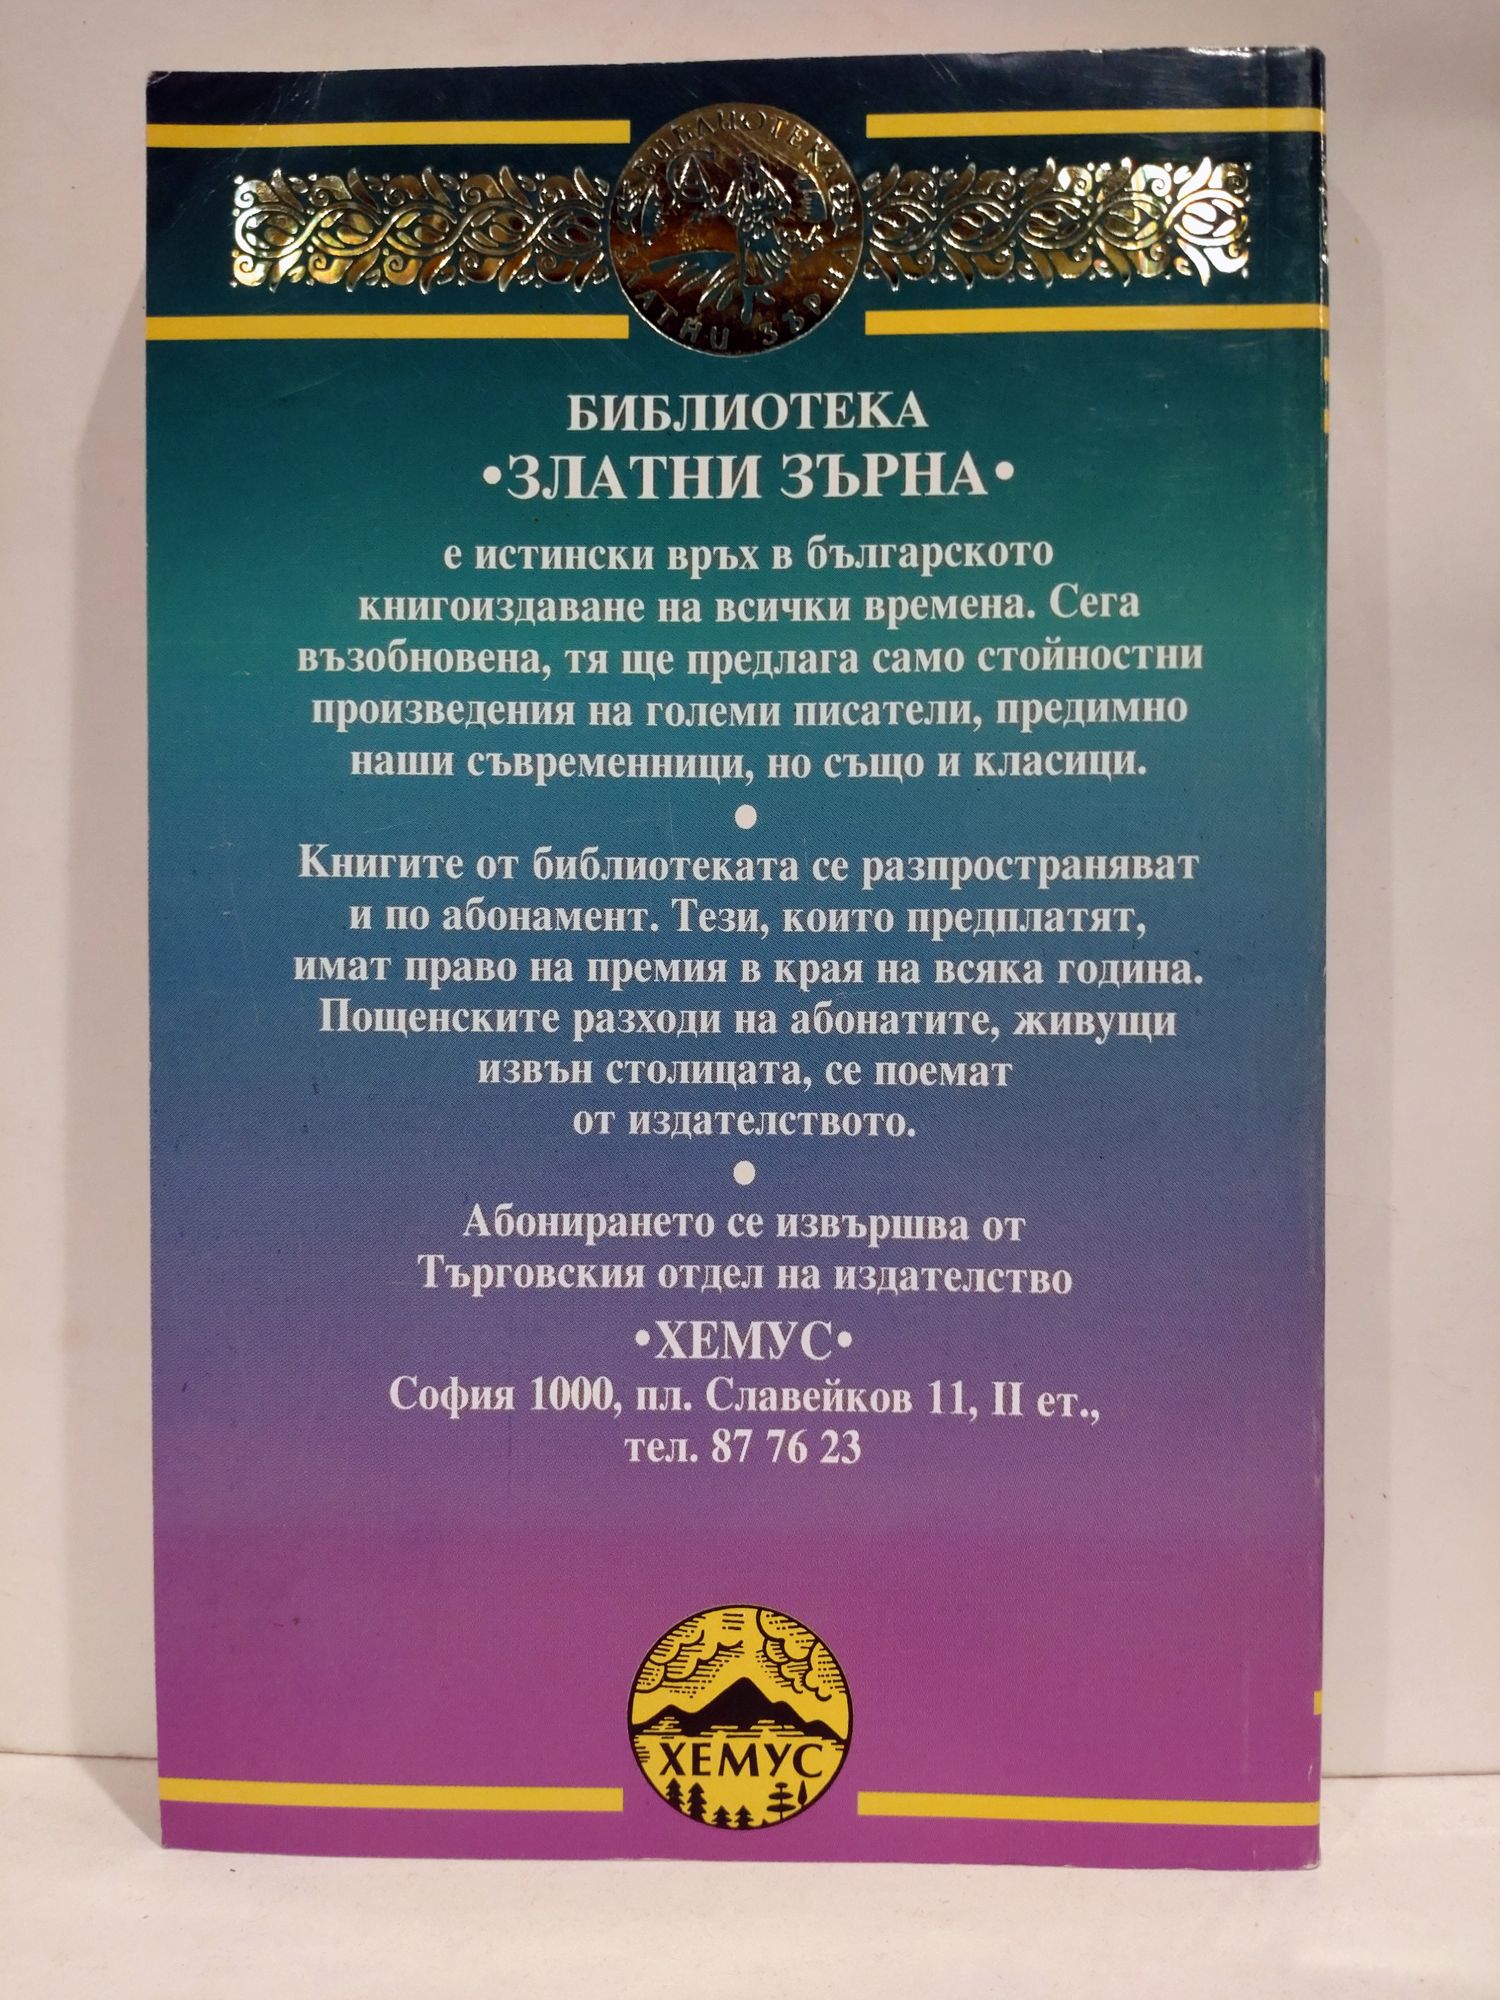 БИБЛИОТЕКА
ЗЛАТНИ ЗЪРНА
БИБЛИОТЕКА
•ЗЛАТНИ ЗЪРНА•
е истински връх в българското
книгоиздаване на всички времена. Сега
възобновена, тя ще предлага само стойностни
произведения на големи писатели, предимно
наши съвременници, но също и класици.
•
Книгите от библиотеката се разпространяват
и по абонамент. Тези, които предплатят,
имат право на премия в края на всяка година.
Пощенските разходи на абонатите, живущи
извън столицата, се поемат
от издателството.
•
Абонирането се извършва от
Търговския отдел на издателство
•ХЕМУС•
София 1000, пл. Славейков 11, II ет.,
тел. 87 76 23
ХЕМУС